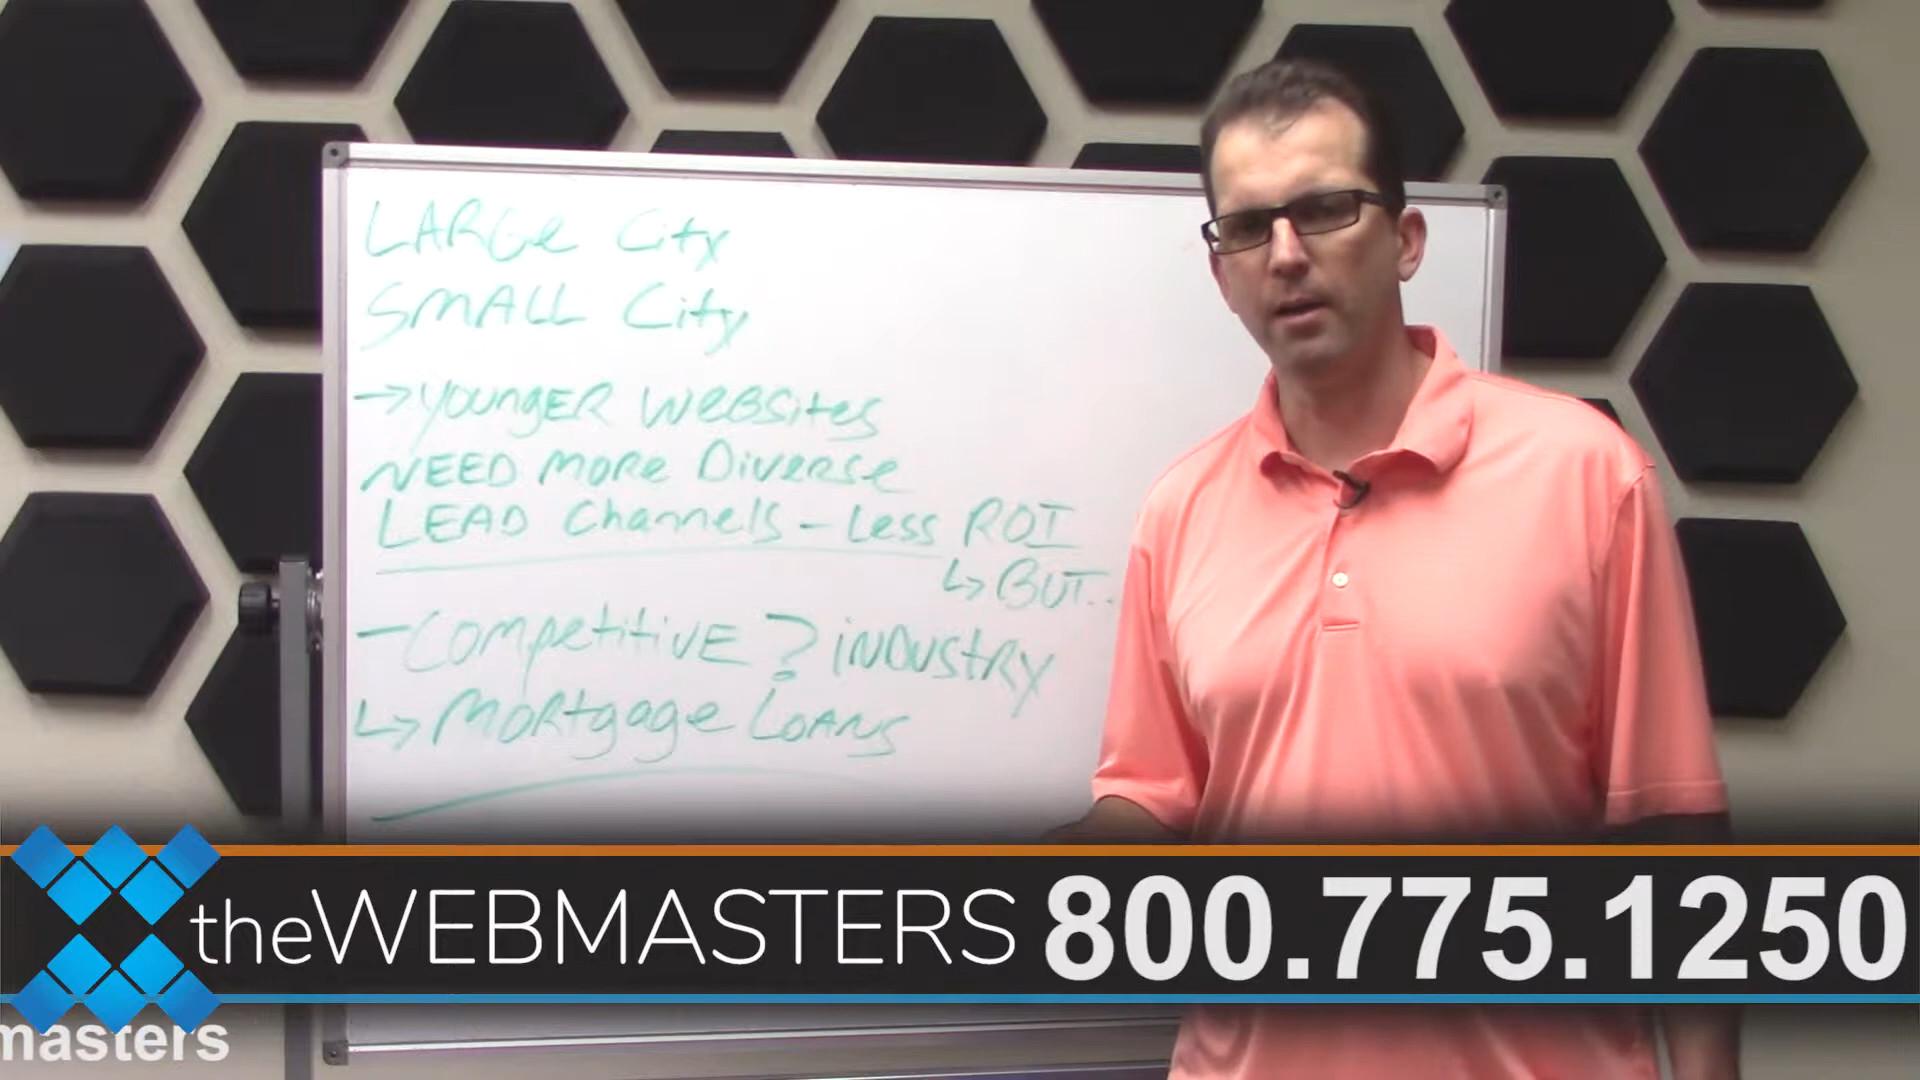 LARGe City
SMALL City
→YOUngER WeBSites
NEED MORe Diverse
LEAD Channels - Less ROI
↳ BUT..
- COMPetitiVE ? iNDUStRY
↳ MORtgage LOANS
theWEBMASTERS 800.775.1250
masters